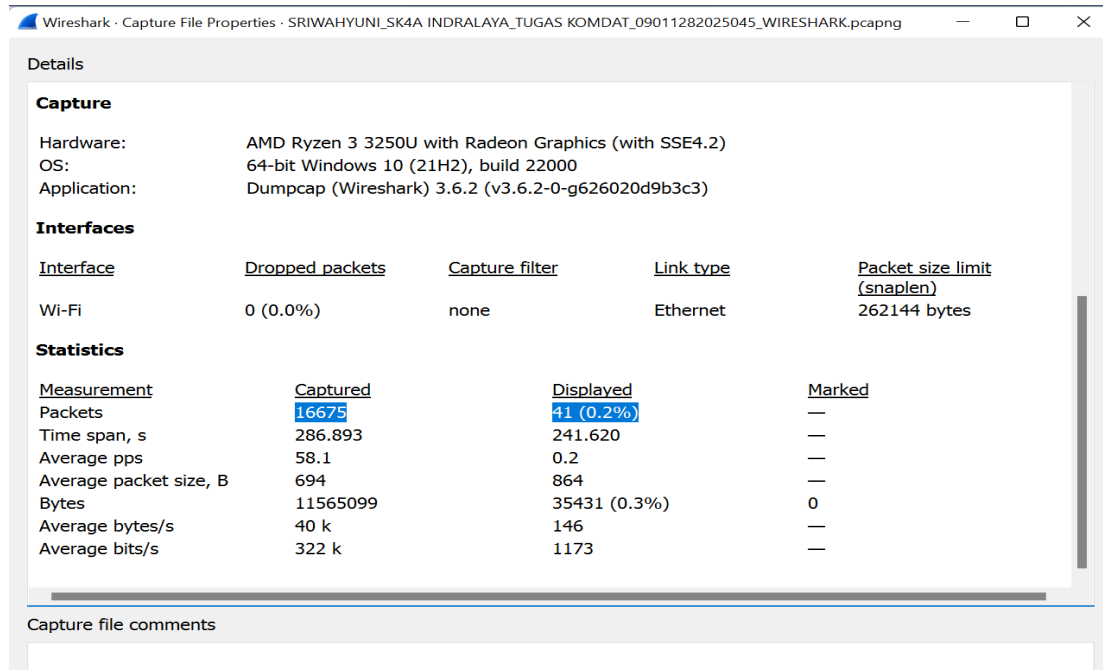 Wireshark · Capture File Properties · SRIWAHYUNI_SK4A INDRALAYA_TUGAS KOMDAT_09011282025045_WIRESHARK.pcapng
Details
Capture
Hardware: AMD Ryzen 3 3250U with Radeon Graphics (with SSE4.2)
OS: 64-bit Windows 10 (21H2), build 22000
Application: Dumpcap (Wireshark) 3.6.2 (v3.6.2-0-g626020d9b3c3)
Interfaces
Interface Dropped packets Capture filter Link type Packet size limit
(snaplen)
Wi-Fi 0 (0.0%) none Ethernet 262144 bytes
Statistics
Measurement Captured Displayed Marked
Packets 16675 41 (0.2%) —
Time span, s 286.893 241.620 —
Average pps 58.1 0.2 —
Average packet size, B 694 864 —
Bytes 11565099 35431 (0.3%) 0
Average bytes/s 40 k 146 —
Average bits/s 322 k 1173 —
Capture file comments